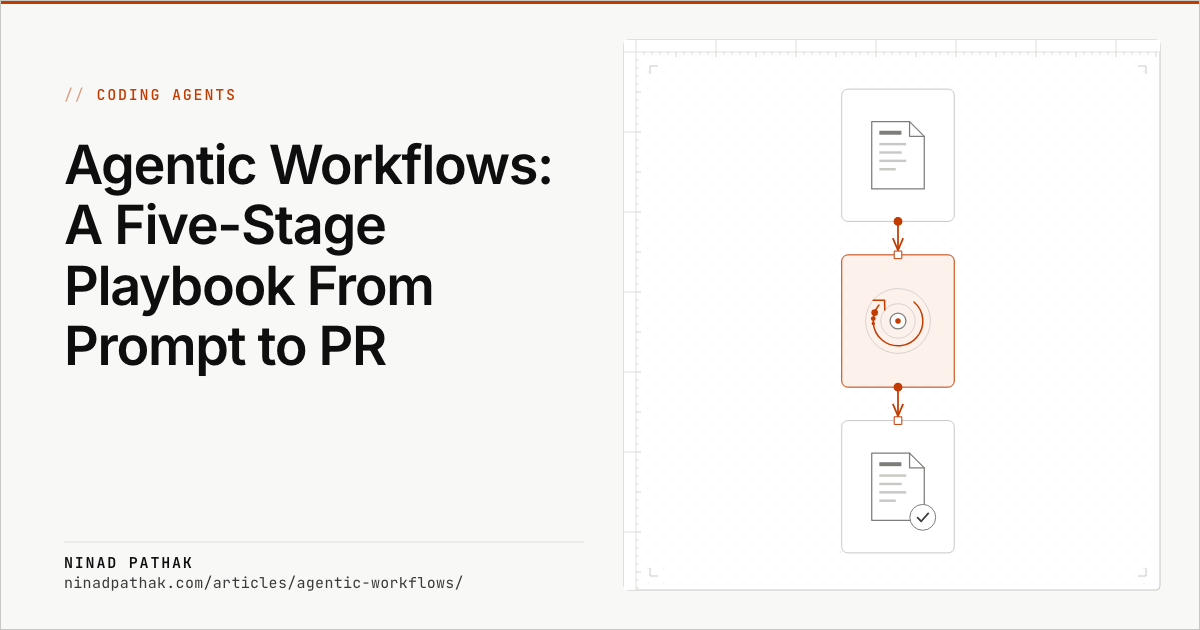 // CODING AGENTS
Agentic Workflows:
A Five-Stage
Playbook From
Prompt to PR
NINAD PATHAK
ninadpathak.com/articles/agentic-workflows/